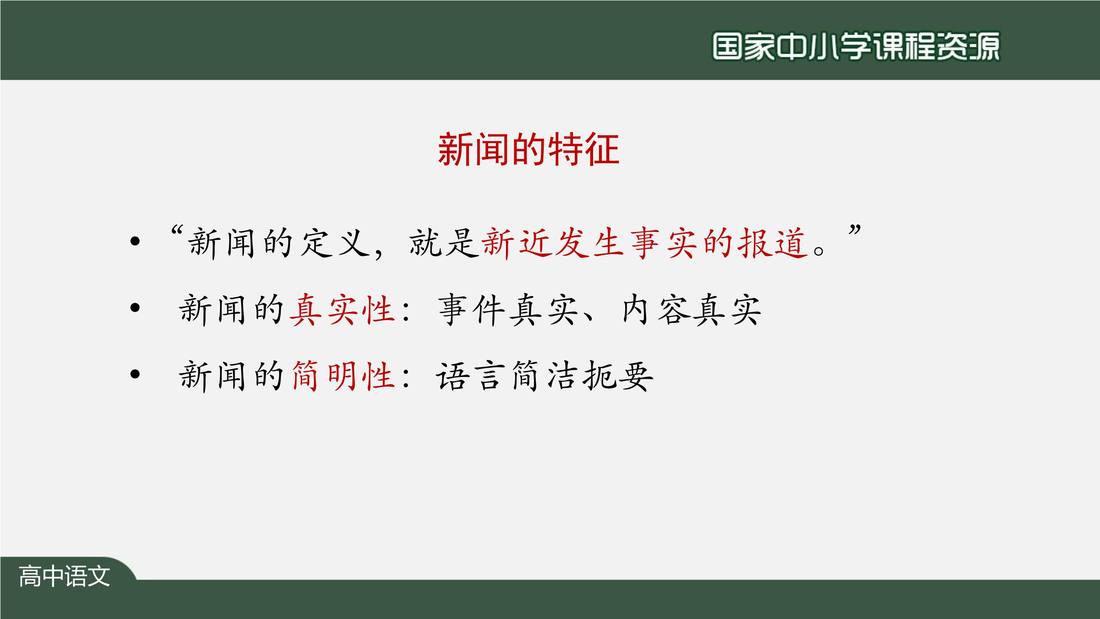 国家中小学课程资源
新闻的特征
• “新闻的定义，就是新近发生事实的报道。”
• 新闻的真实性：事件真实、内容真实
• 新闻的简明性：语言简洁扼要
高中语文